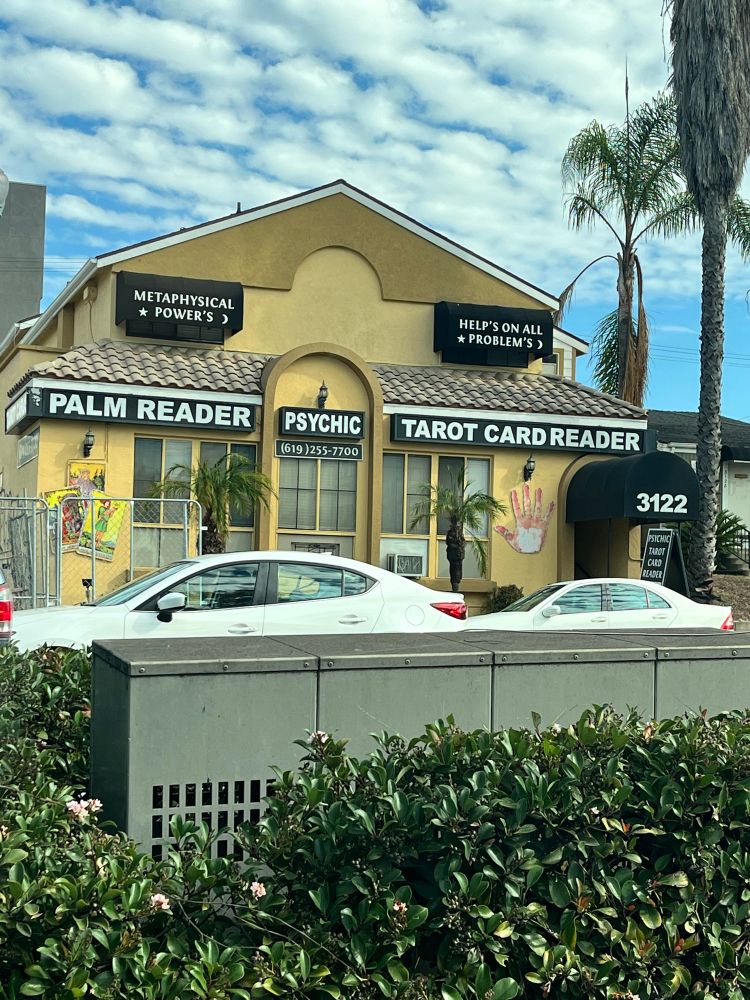 METAPHYSICAL
★ POWER'S ☽
HELP'S ON ALL
★ PROBLEM'S ☽
PALM READER
PSYCHIC
(619)255-7700
TAROT CARD READER
3122
PSYCHIC
TAROT
CARD
READER